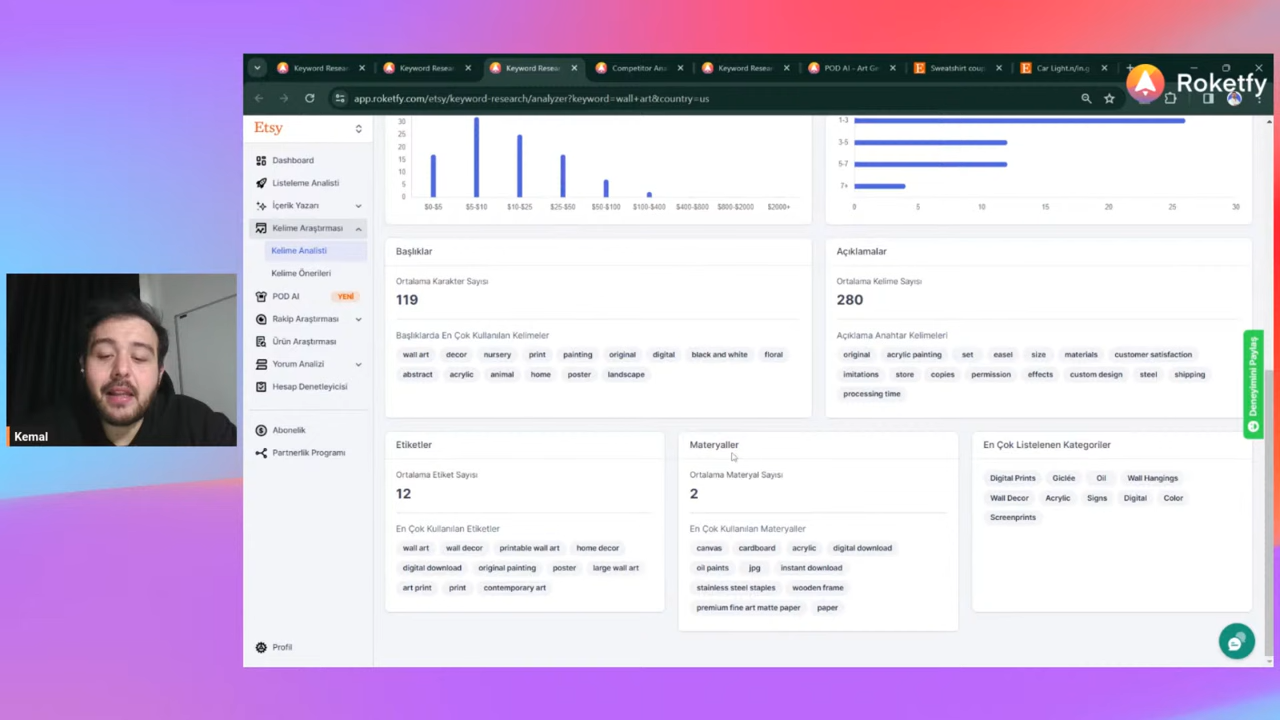 Keyword Resear
Keyword Resear
Keyword Resear
Competitor Ana
Keyword Resear
POD AI - Art Ge
Sweatshirt coup
Car Light.n/in.g
Roketfy
app.roketfy.com/etsy/keyword-research/analyzer?keyword=wall+art&country=us
Etsy
Dashboard
Listeleme Analisti
İçerik Yazarı
Kelime Araştırması
Kelime Analisti
Kelime Önerileri
POD AI
YENİ
Rakip Araştırması
Ürün Araştırması
Yorum Analizi
Hesap Denetleyicisi
Abonelik
Partnerlik Programı
Profil
30
25
20
15
10
5
0
$0-$5
$5-$10
$10-$25
$25-$50
$50-$100
$100-$400
$400-$800
$800-$2000
$2000+
1-3
3-5
5-7
7+
0
5
10
15
20
25
30
Başlıklar
Ortalama Karakter Sayısı
119
Başlıklarda En Çok Kullanılan Kelimeler
wall art decor nursery print painting original digital black and white floral
abstract acrylic animal home poster landscape
Açıklamalar
Ortalama Kelime Sayısı
280
Açıklama Anahtar Kelimeleri
original acrylic painting set easel size materials customer satisfaction
imitations store copies permission effects custom design steel shipping
processing time
Etiketler
Ortalama Etiket Sayısı
12
En Çok Kullanılan Etiketler
wall art wall decor printable wall art home decor
digital download original painting poster large wall art
art print print contemporary art
Materyaller
Ortalama Materyal Sayısı
2
En Çok Kullanılan Materyaller
canvas cardboard acrylic digital download
oil paints jpg instant download
stainless steel staples wooden frame
premium fine art matte paper paper
En Çok Listelenen Kategoriler
Digital Prints Giclée Oil Wall Hangings
Wall Decor Acrylic Signs Digital Color
Screenprints
Deneyimini Paylaş
Kemal